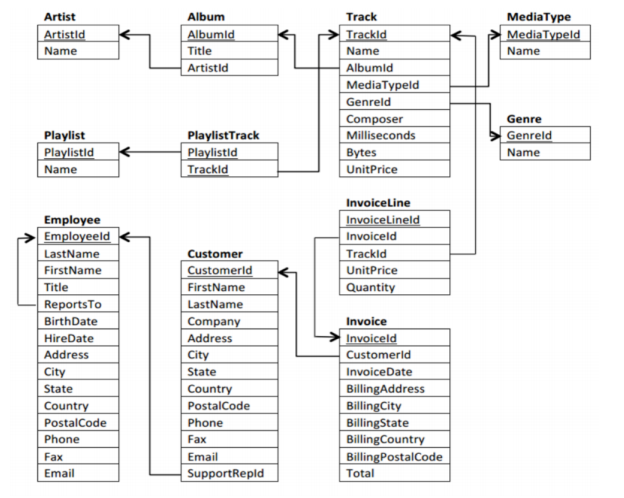 Artist
ArtistId
Name
Album
AlbumId
Title
ArtistId
Track
TrackId
Name
AlbumId
MediaTypeId
GenreId
Composer
Milliseconds
Bytes
UnitPrice
MediaType
MediaTypeId
Name
Genre
GenreId
Name
Playlist
PlaylistId
Name
PlaylistTrack
PlaylistId
TrackId
InvoiceLine
InvoiceLineId
InvoiceId
TrackId
UnitPrice
Quantity
Employee
EmployeeId
LastName
FirstName
Title
ReportsTo
BirthDate
HireDate
Address
City
State
Country
PostalCode
Phone
Fax
Email
Customer
CustomerId
FirstName
LastName
Company
Address
City
State
Country
PostalCode
Phone
Fax
Email
SupportRepId
Invoice
InvoiceId
CustomerId
InvoiceDate
BillingAddress
BillingCity
BillingState
BillingCountry
BillingPostalCode
Total